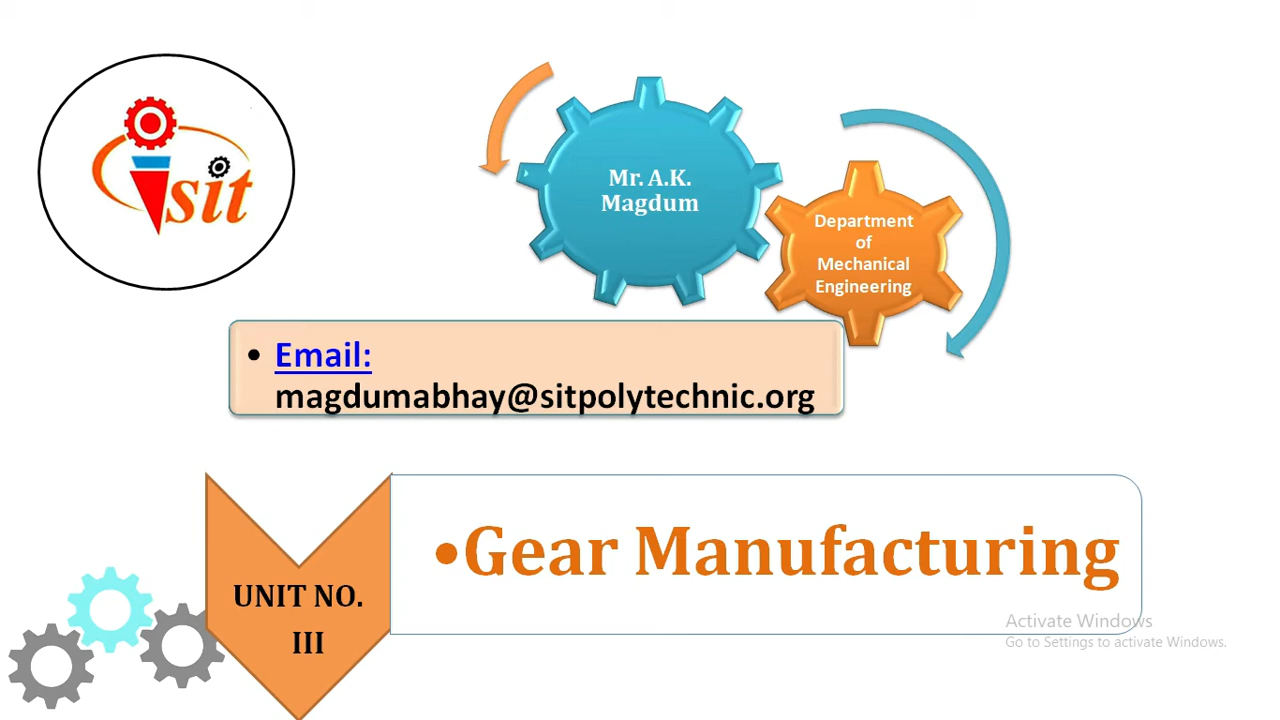 sit
Mr. A.K.
Magdum
Department
of
Mechanical
Engineering
• Email:
magdumabhay@sitpolytechnic.org
UNIT NO.
III
•Gear Manufacturing
Activate Windows
Go to Settings to activate Windows.